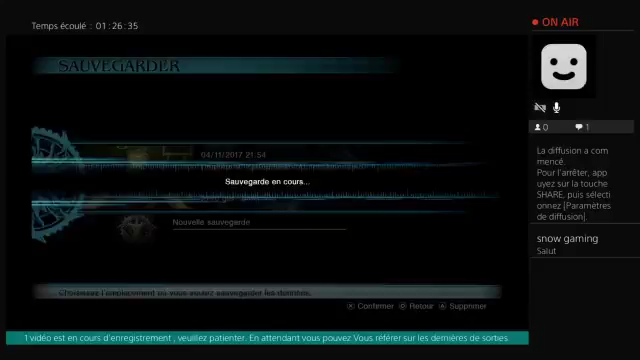 Temps écoulé : 01:26:35
ON AIR
SAUVEGARDER
0
1
04/11/2017 21:54
La diffusion a com
mencé.
Pour l'arrêter, app
uyez sur la touche
SHARE, puis sélecti
onnez [Paramètres
de diffusion].
Sauvegarde en cours...
Nouvelle sauvegarde
snow gaming
Salut
Choisissez l'emplacement où vous voulez sauvegarder les données.
Confirmer Retour Supprimer
1 vidéo est en cours d'enregistrement , veuillez patienter. En attendant vous pouvez Vous référer sur les dernières de sorties